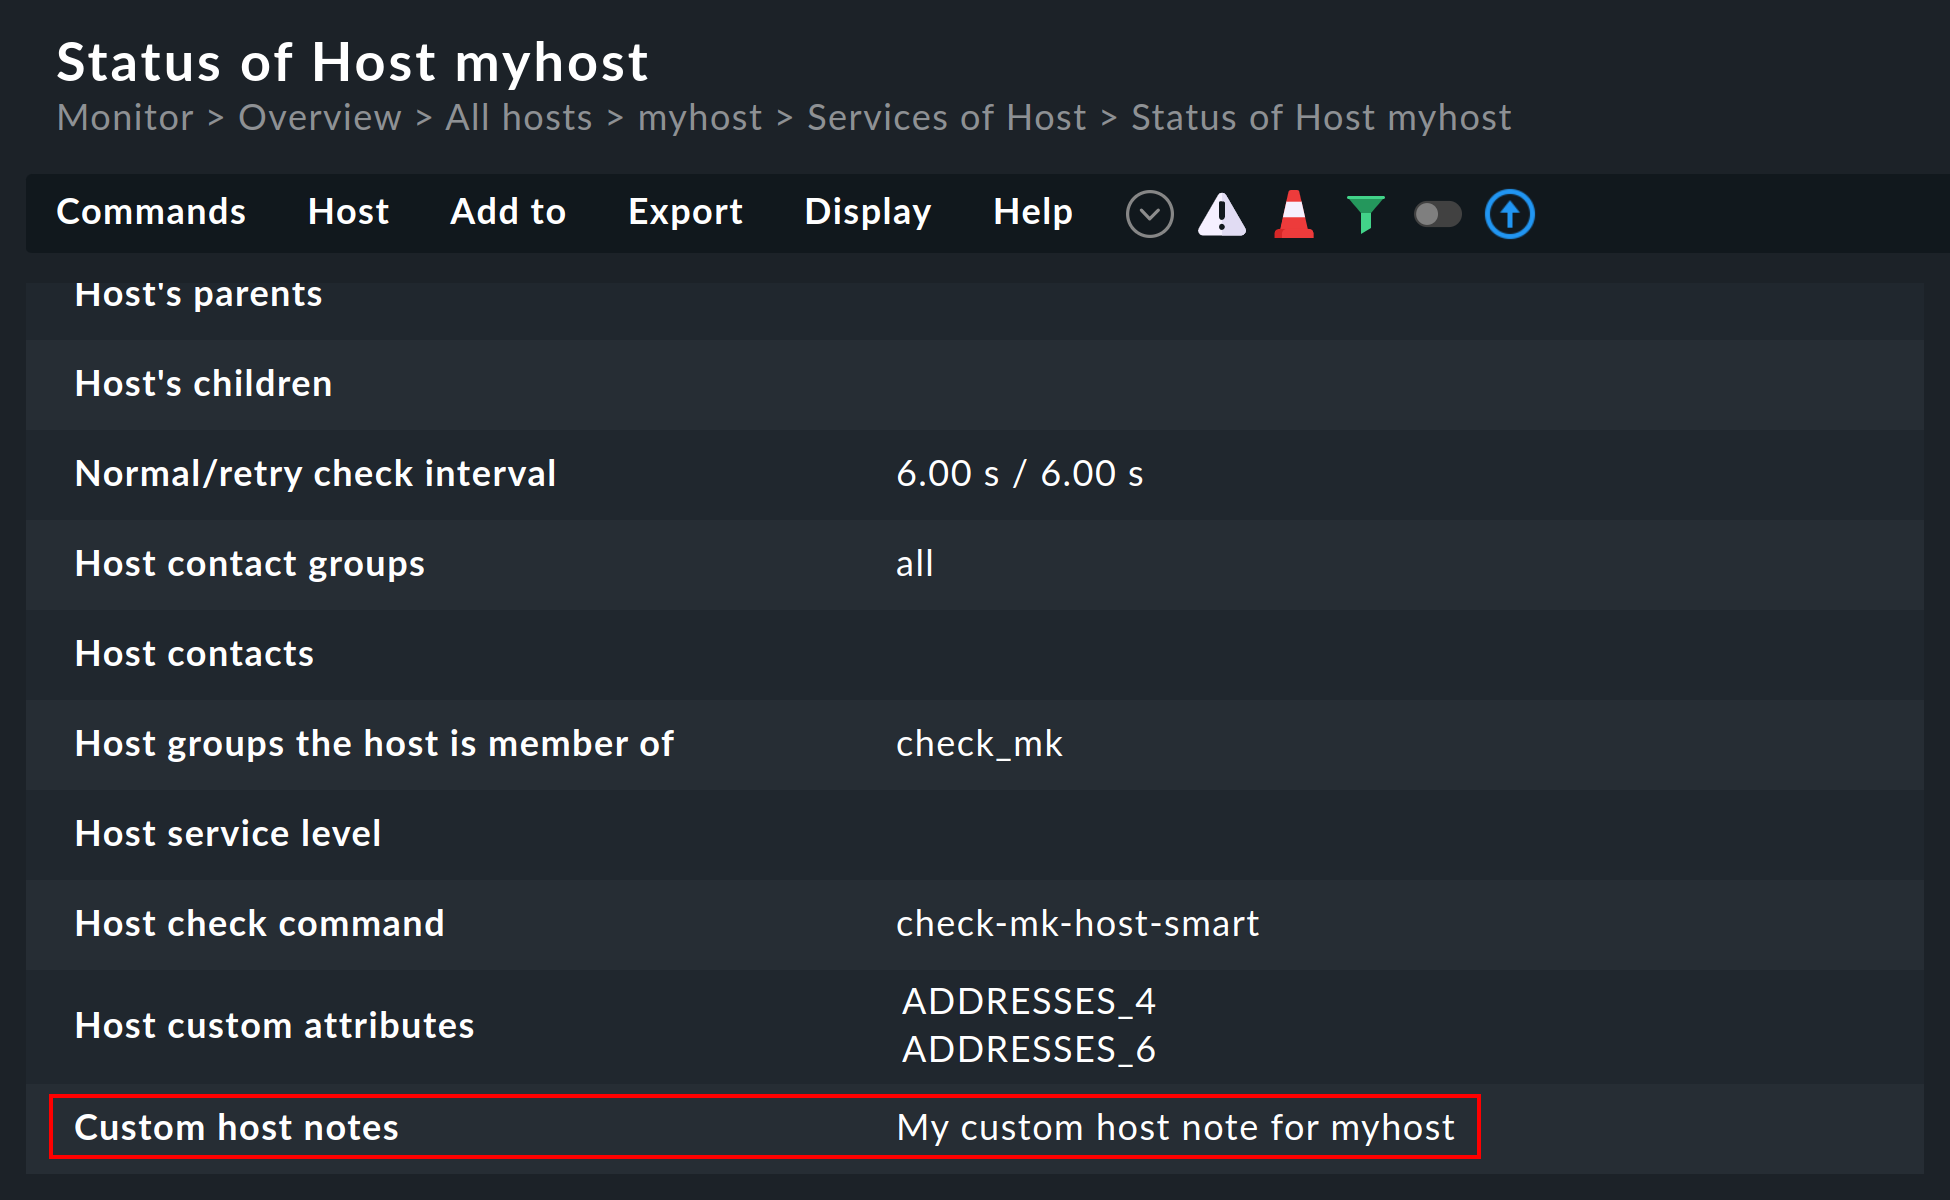 Status of Host myhost
Monitor > Overview > All hosts > myhost > Services of Host > Status of Host myhost
Commands Host Add to Export Display Help
Host's parents
Host's children
Normal/retry check interval 6.00 s / 6.00 s
Host contact groups all
Host contacts
Host groups the host is member of check_mk
Host service level
Host check command check-mk-host-smart
Host custom attributes ADDRESSES_4
ADDRESSES_6
Custom host notes My custom host note for myhost